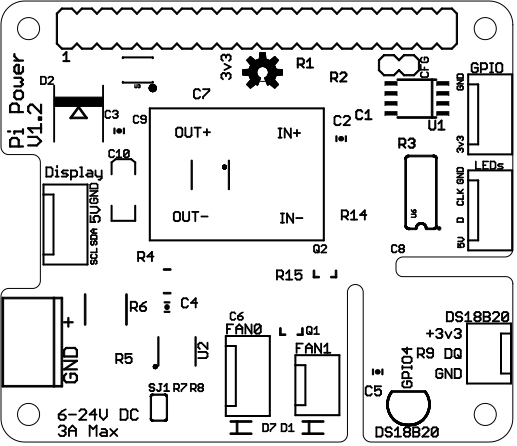 1
3v3
R1
R2
CFG
GPIO
GND
3v3
Pi Power
V1.2
D2
C3
C9
C7
U3
C2
C1
U1
OUT+
IN+
OUT-
IN-
C10
R3
U6
LEDs
GND
CLK
D
5V
Display
GND
5V
SDA
SCL
R14
Q2
C8
R4
R15
R6
C4
+
GND
C6
FAN0
Q1
FAN1
R5
U2
DS18B20
+3v3
R9 DQ
GND
GPIO4
C5
DS18B20
SJ1 R7 R8
6-24V DC
3A Max
D7 D1